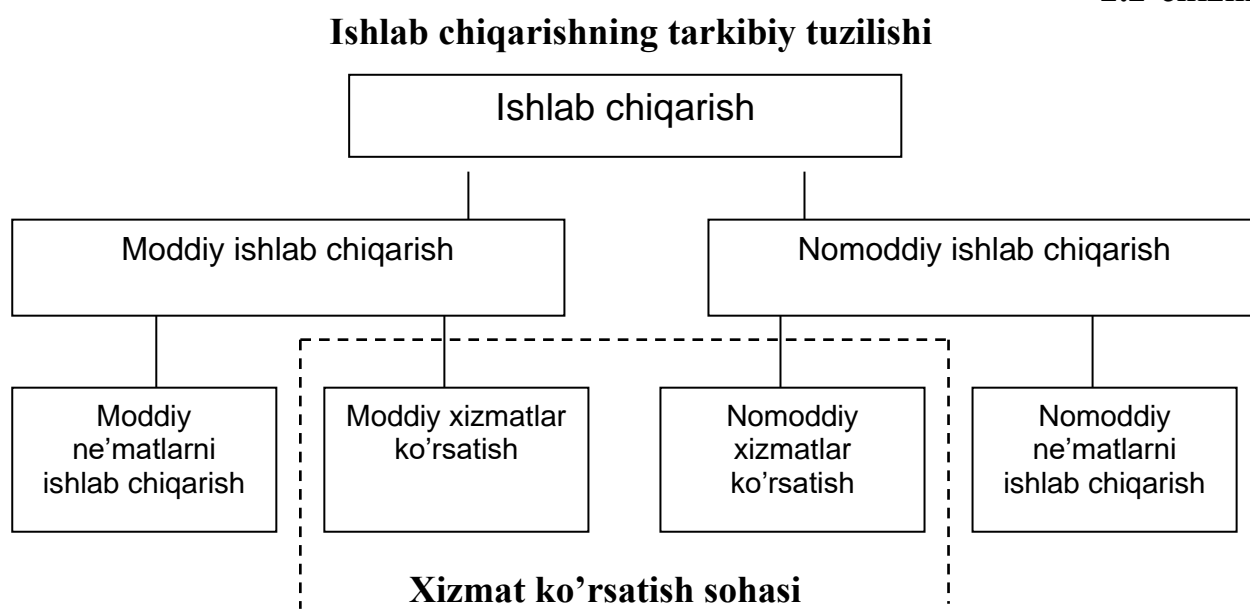 Ishlab chiqarishning tarkibiy tuzilishi
Ishlab chiqarish
Moddiy ishlab chiqarish
Nomoddiy ishlab chiqarish
Moddiy
ne’matlarni
ishlab chiqarish
Moddiy xizmatlar
ko’rsatish
Nomoddiy
xizmatlar
ko’rsatish
Nomoddiy
ne’matlarni
ishlab chiqarish
Xizmat ko’rsatish sohasi